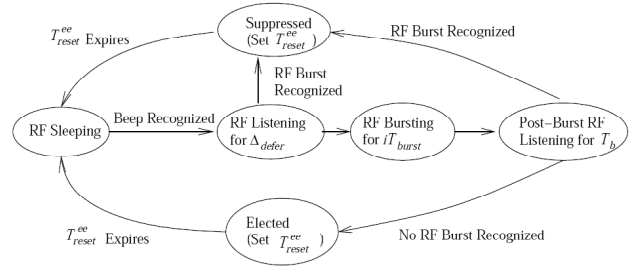 Suppressed
(Set T_reset^ee )
T_reset^ee Expires
RF Burst Recognized
RF Burst
Recognized
Beep Recognized
RF Sleeping
RF Listening
for Δ_defer
RF Bursting
for iT_burst
Post-Burst RF
Listening for T_b
Elected
(Set T_reset^ee )
T_reset^ee Expires
No RF Burst Recognized